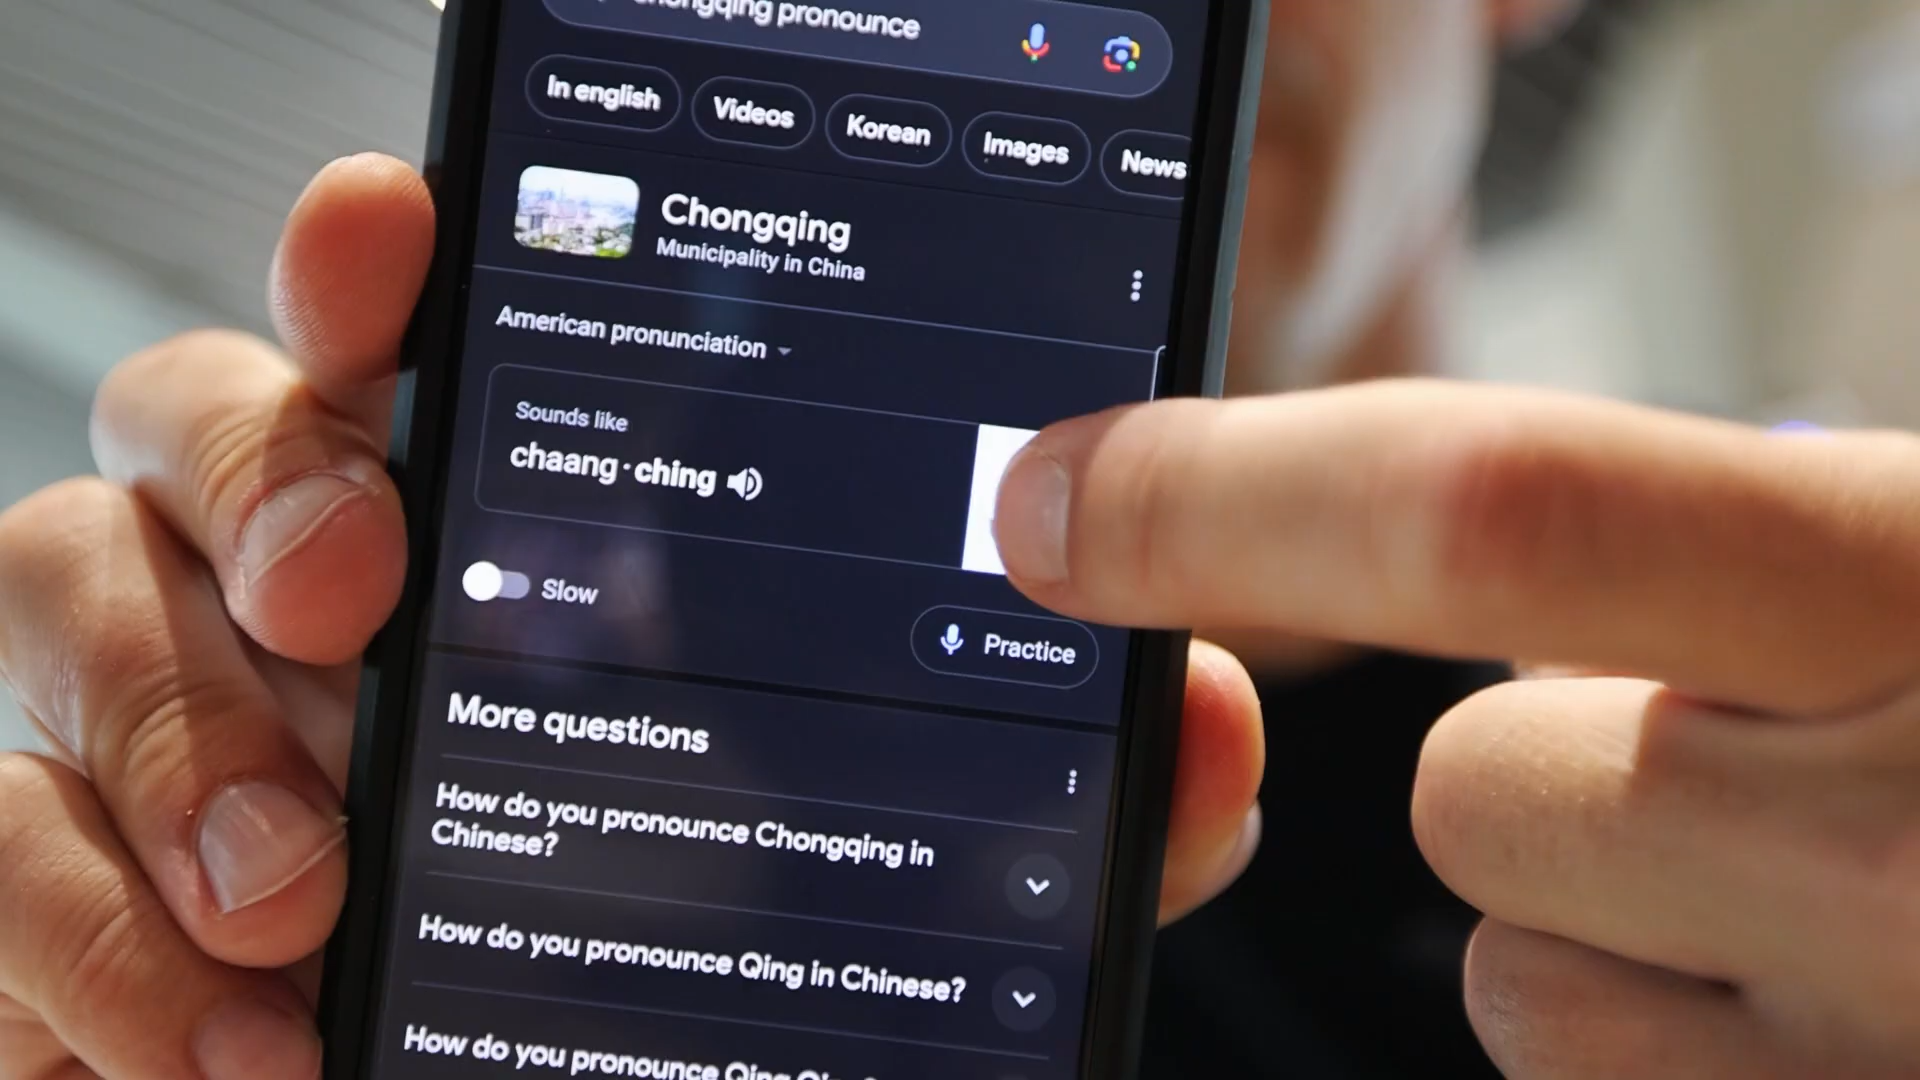 pronounce
In english
Videos
Korean
Images
News
Chongqing
Municipality in China
American pronunciation
Sounds like
chaang·ching
Slow
Practice
More questions
How do you pronounce Chongqing in
Chinese?
How do you pronounce Qing in Chinese?
How do you pronounce